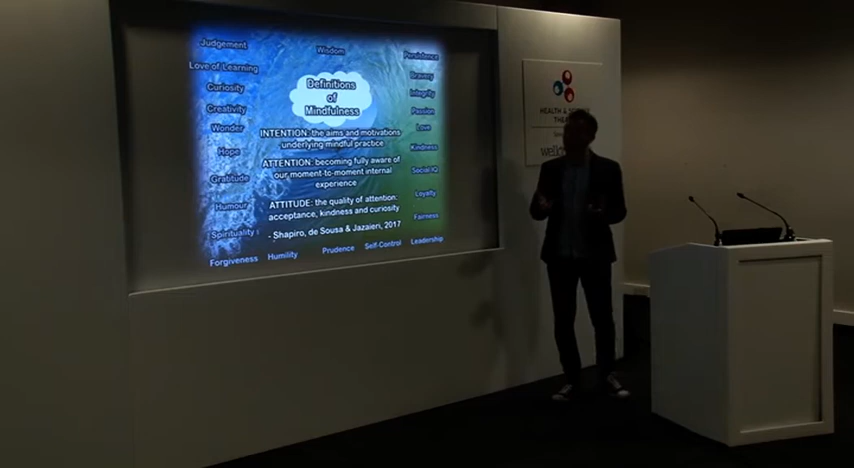 Judgement
Wisdom
Persistence
Love of Learning
Bravery
Curiosity
Definitions
of
Mindfulness
Integrity
Creativity
Passion
Wonder
Love
INTENTION: the aims and motivations
underlying mindful practice
Kindness
Hope
ATTENTION: becoming fully aware of
our moment-to-moment internal
experience
Social IQ
Gratitude
Loyalty
ATTITUDE: the quality of attention:
acceptance, kindness and curiosity
Humour
Fairness
Spirituality
- Shapiro, de Sousa & Jazaieri, 2017
Forgiveness
Humility
Prudence
Self-Control
Leadership
HEALTH &